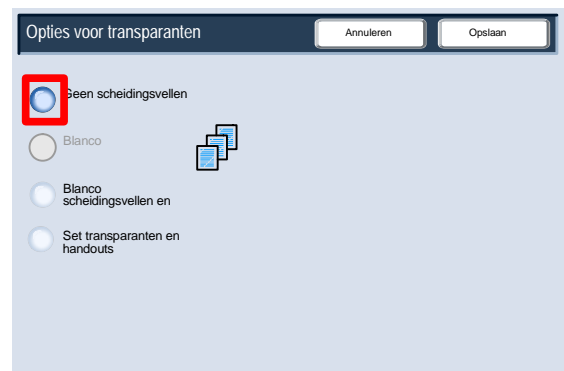 Opties voor transparanten
Annuleren
Opslaan
Geen scheidingsvellen
Blanco
Blanco
scheidingsvellen en
Set transparanten en
handouts